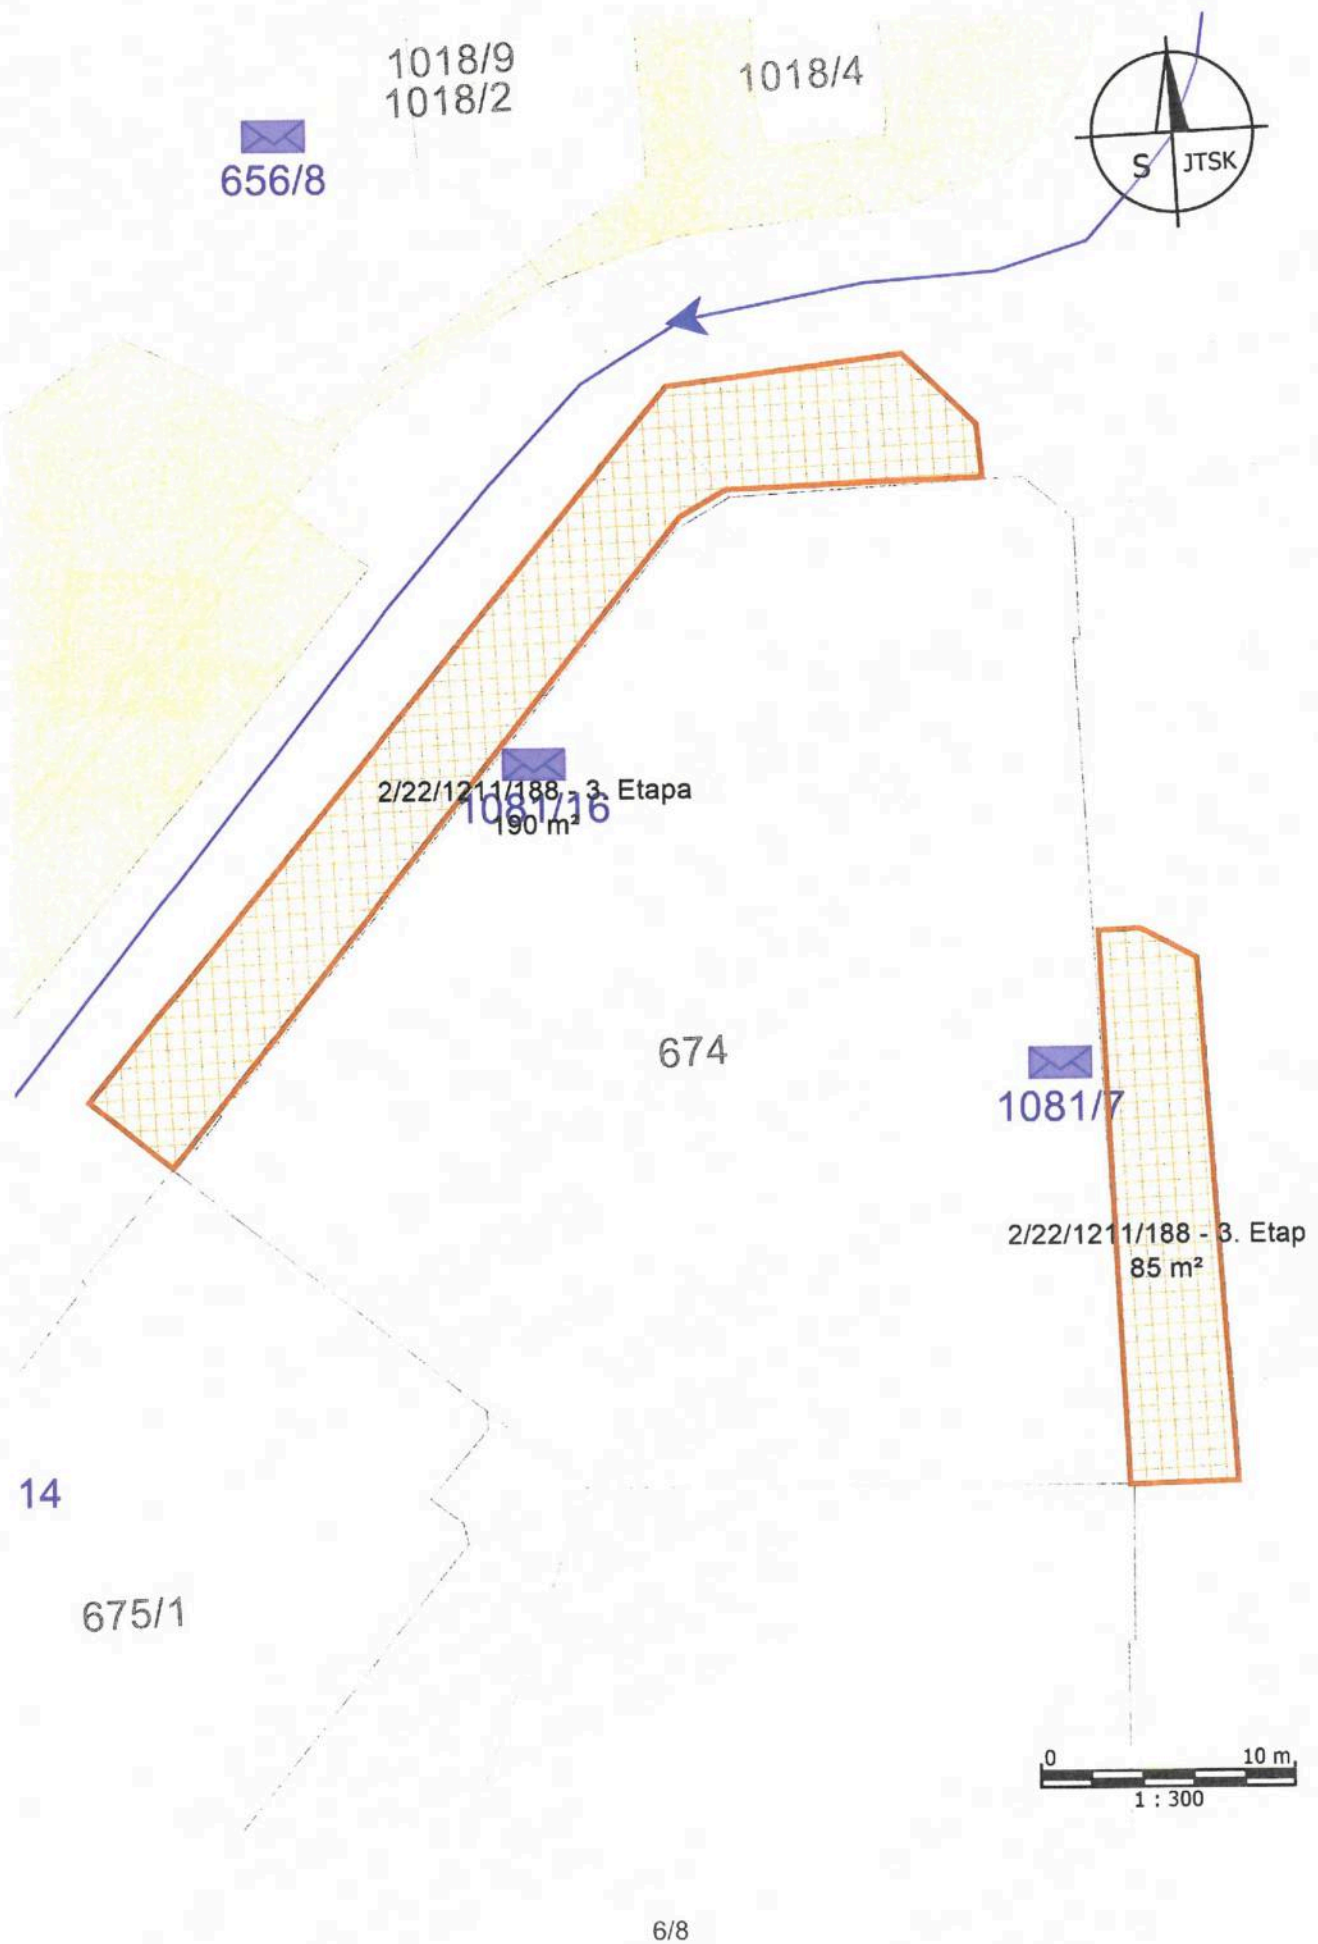 1018/9
1018/2
1018/4
656/8
S
JTSK
2/22/1211/188 - 3. Etapa
1081/16
190 m²
674
1081/7
2/22/1211/188 - 3. Etap
85 m²
14
675/1
0
10 m
1 : 300
6/8